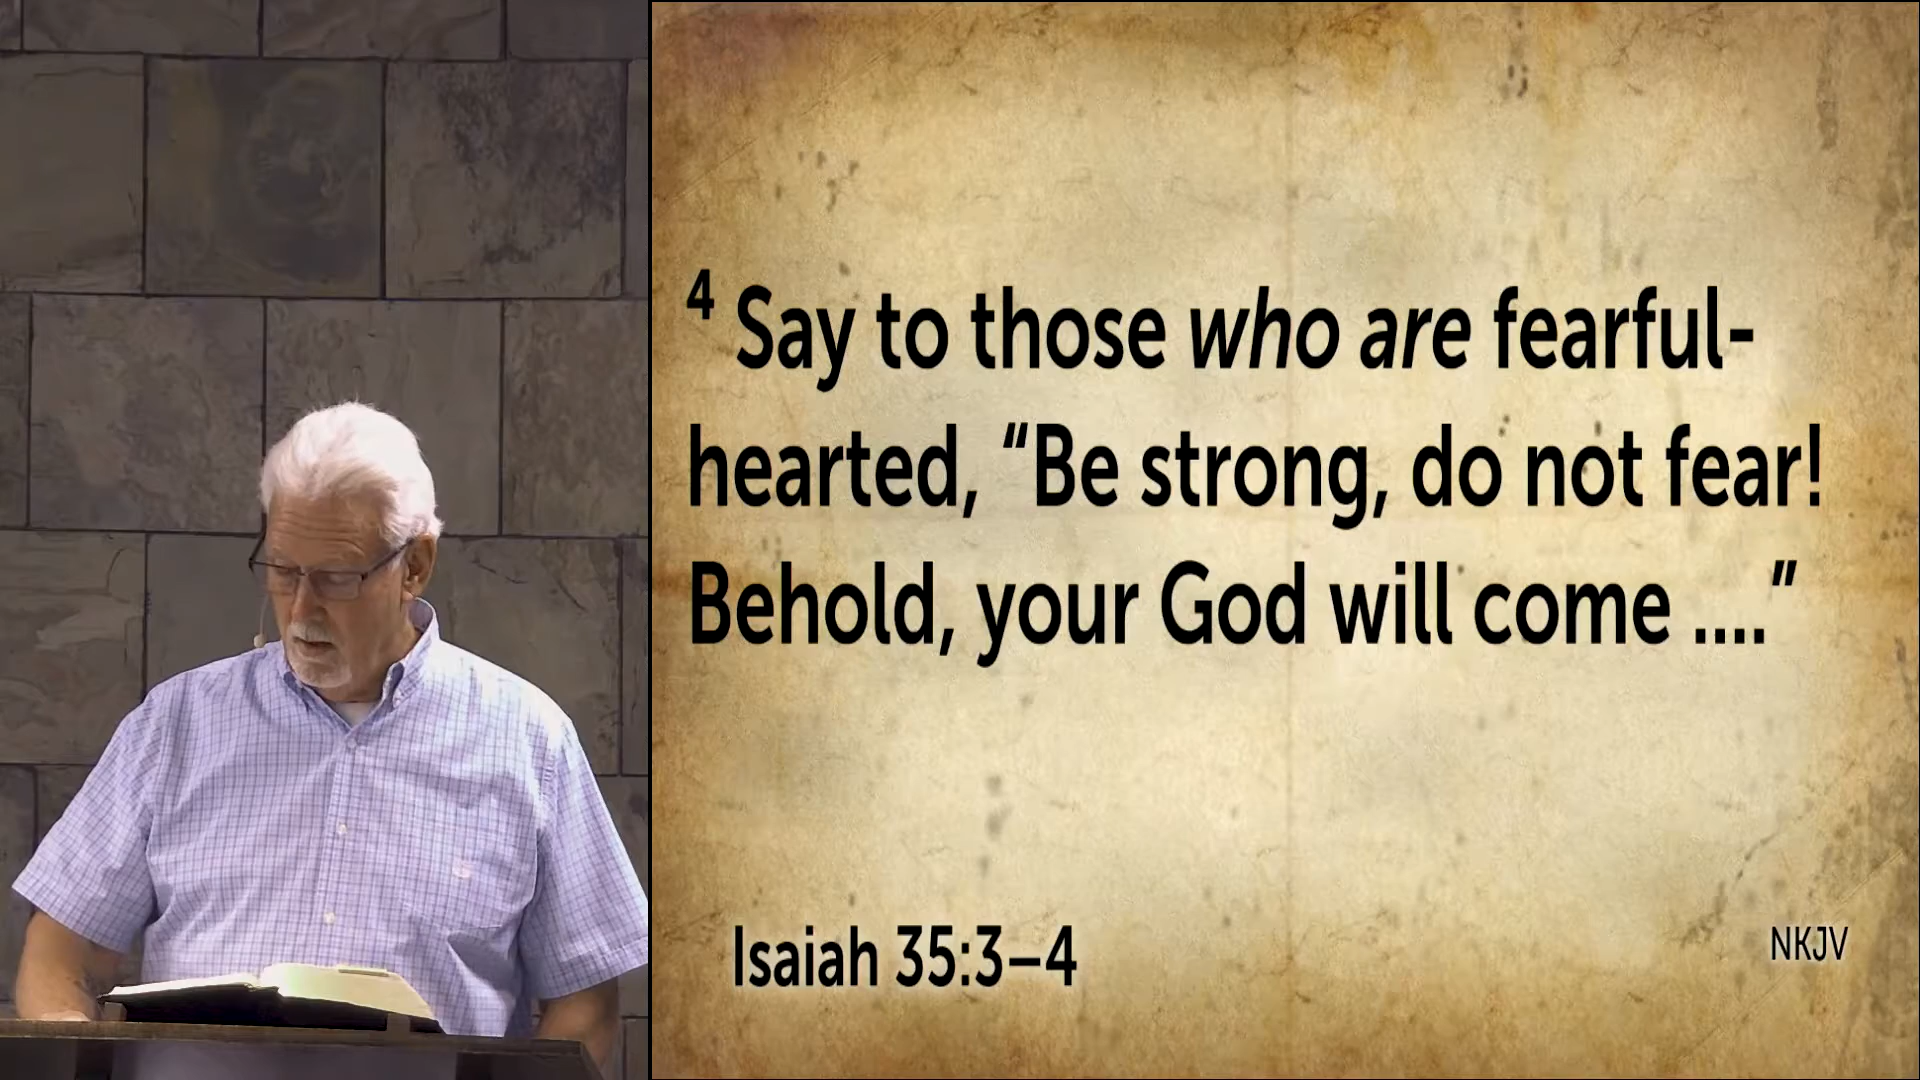 4 Say to those who are fearful-
hearted, “Be strong, do not fear!
Behold, your God will come ....”
Isaiah 35:3–4
NKJV